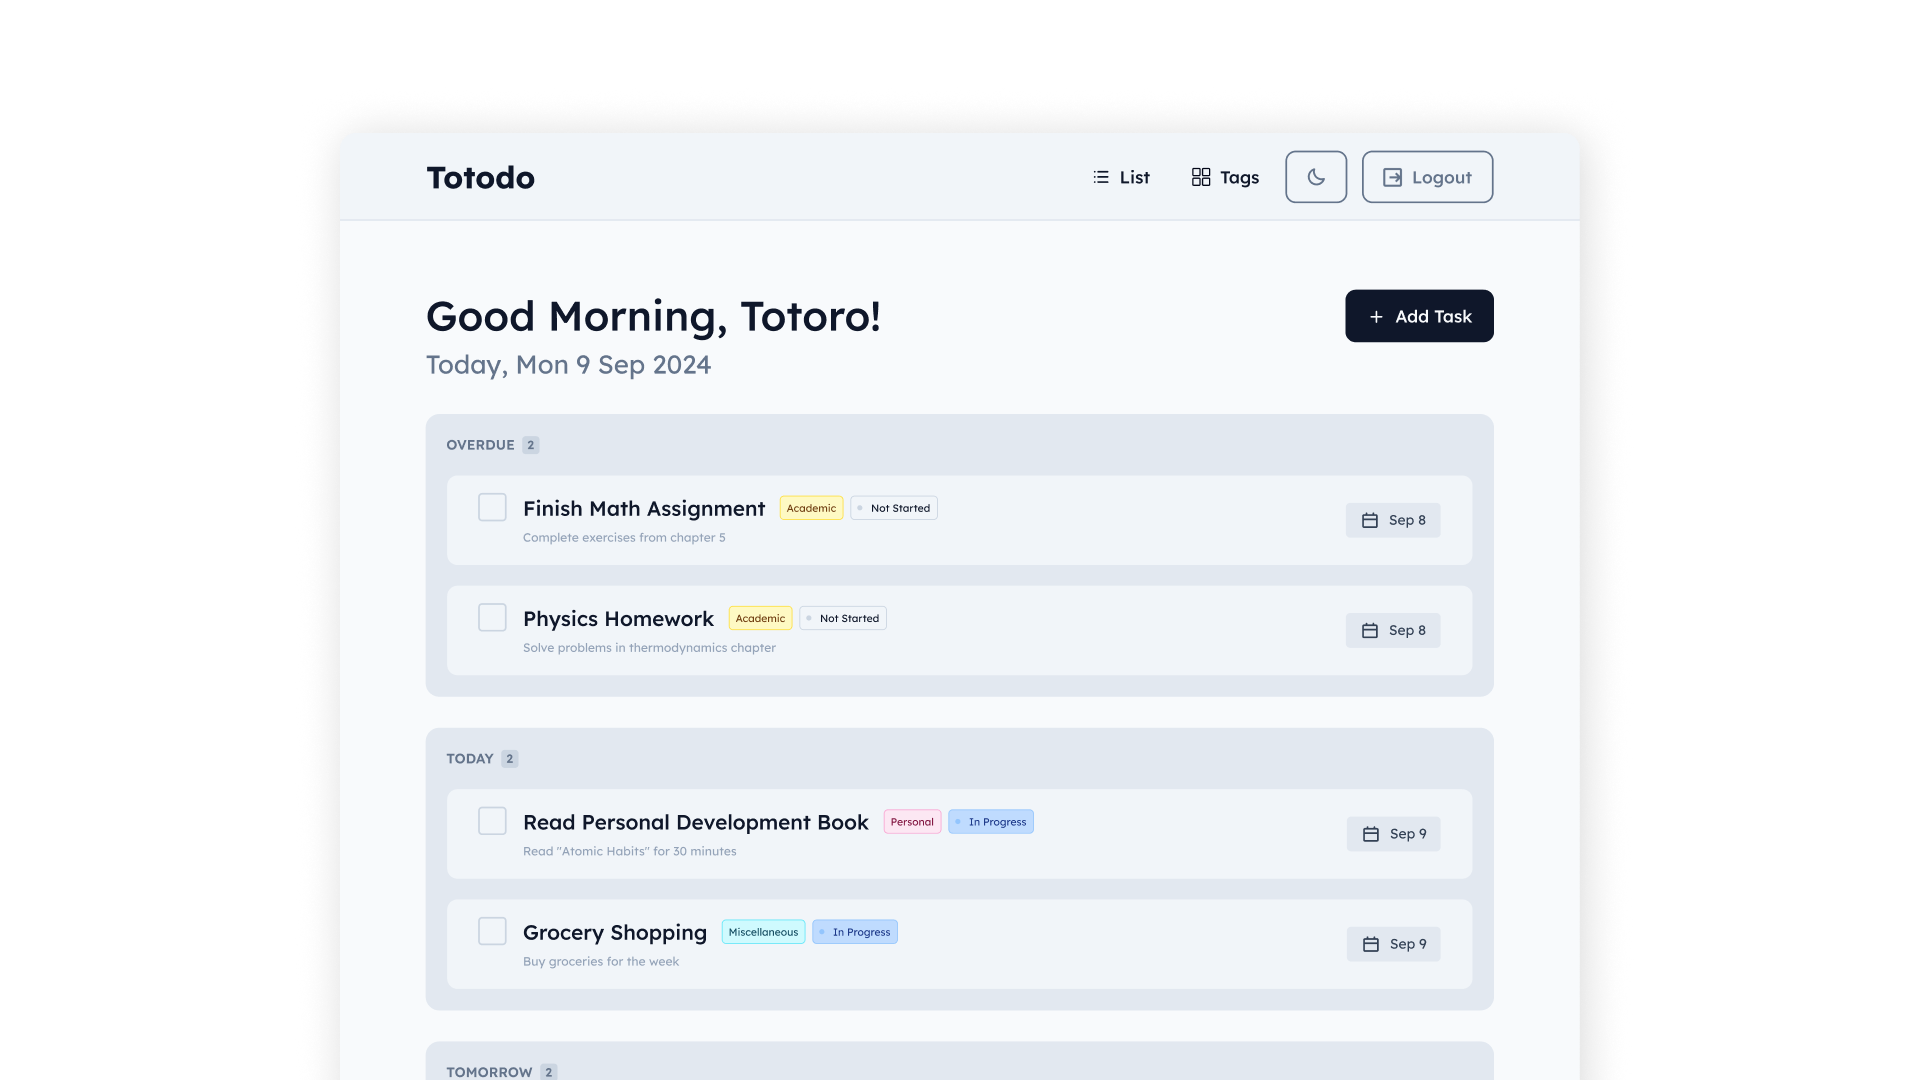 Totodo
List Tags Logout
Good Morning, Totoro!
Add Task
Today, Mon 9 Sep 2024
OVERDUE 2
Finish Math Assignment Academic Not Started
Complete exercises from chapter 5
Sep 8
Physics Homework Academic Not Started
Solve problems in thermodynamics chapter
Sep 8
TODAY 2
Read Personal Development Book Personal In Progress
Read "Atomic Habits" for 30 minutes
Sep 9
Grocery Shopping Miscellaneous In Progress
Buy groceries for the week
Sep 9
TOMORROW 2